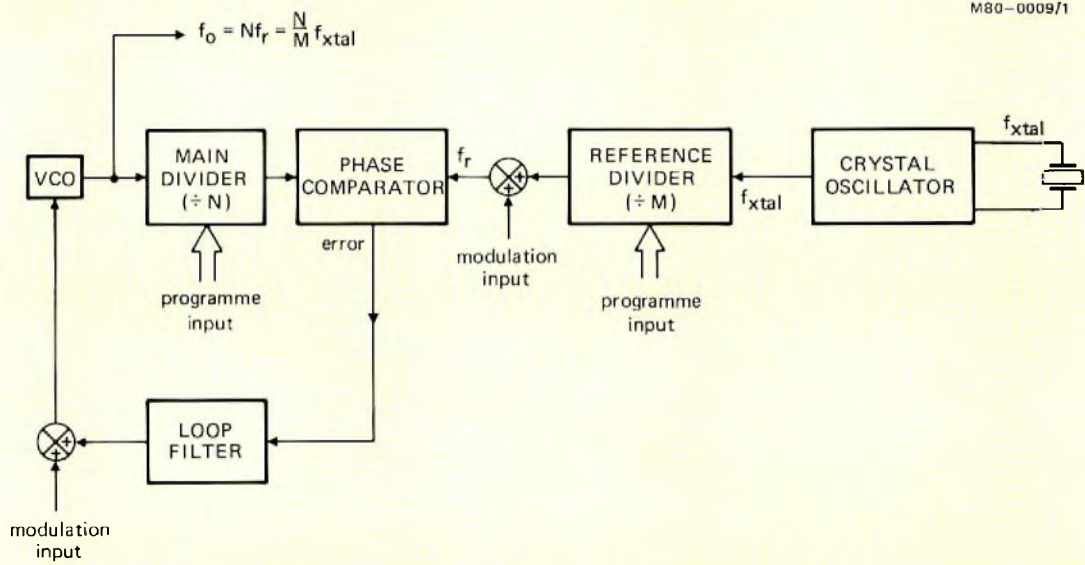 M80-0009/1
f_o = Nf_r = N/M f_xtal
VCO
MAIN
DIVIDER
(÷ N)
PHASE
COMPARATOR
f_r
REFERENCE
DIVIDER
(÷ M)
f_xtal
CRYSTAL
OSCILLATOR
f_xtal
+
+
error
modulation
input
programme
input
programme
input
LOOP
FILTER
+
+
modulation
input